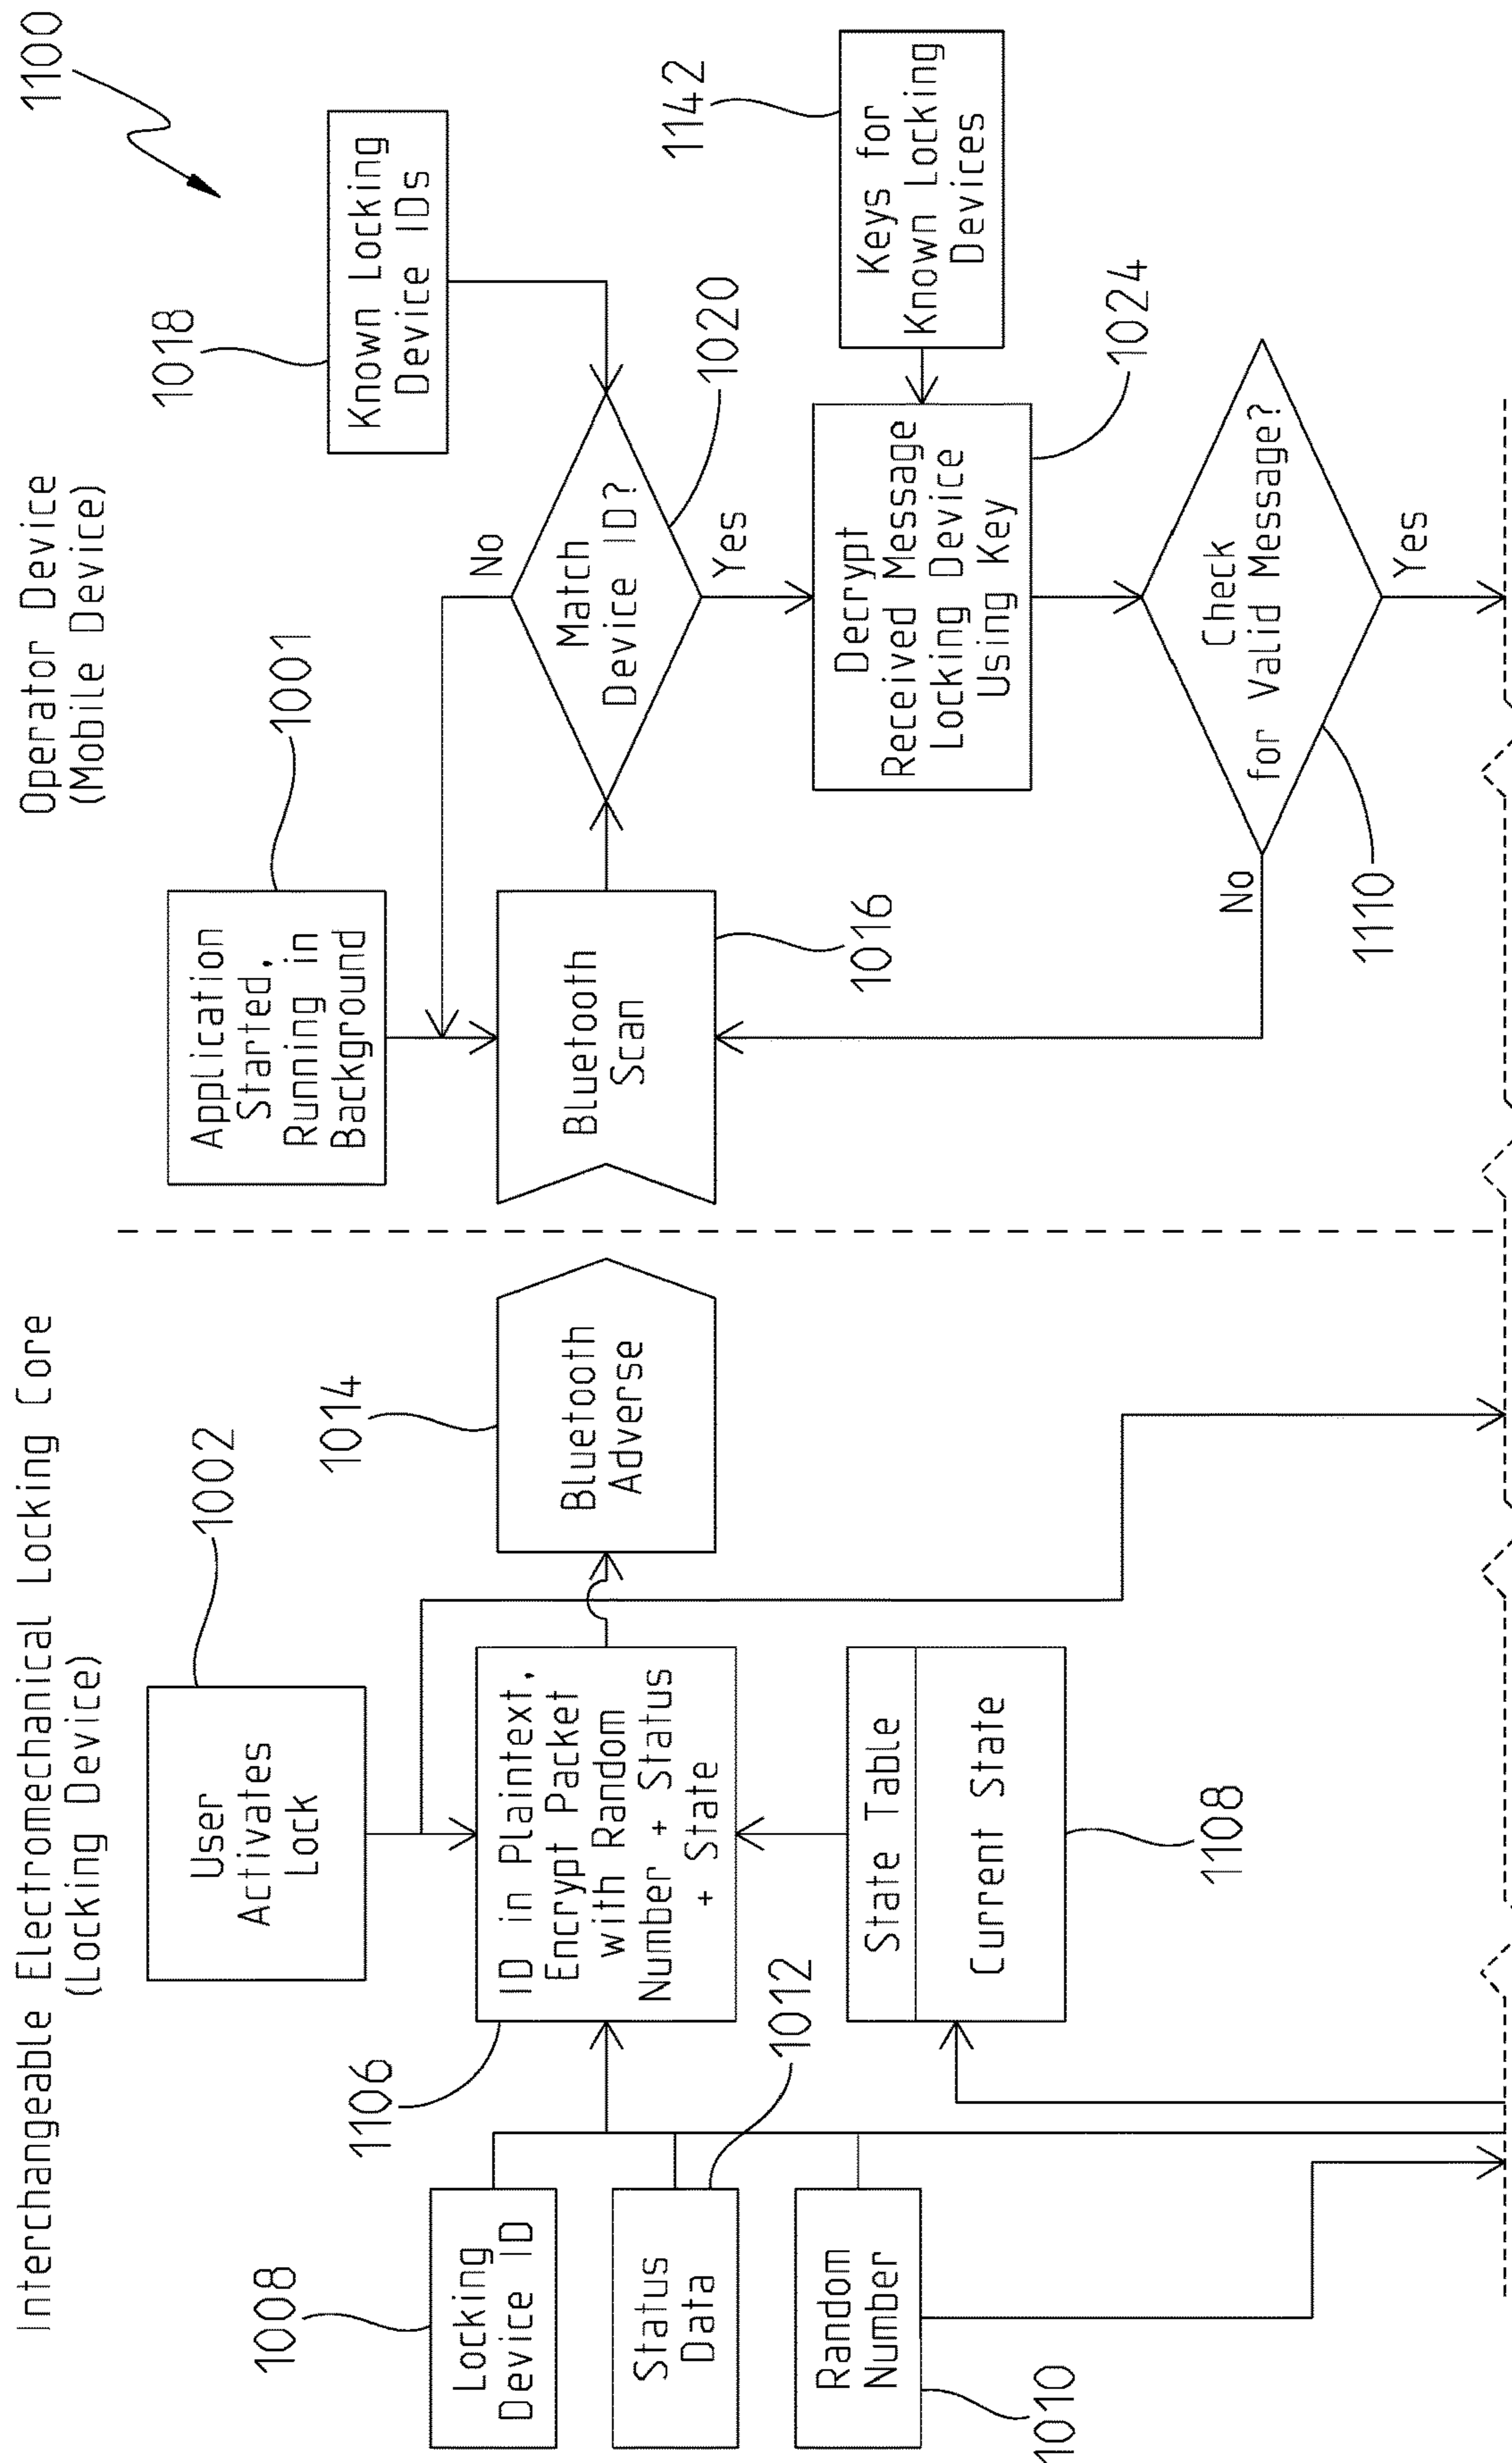 Interchangeable Electromechanical Locking Core
(Locking Device)
Operator Device
(Mobile Device)
1100
1002
User
Activates
Lock
1001
Application
Started,
Running in
Background
1018
Known Locking
Device IDs
1008
Locking
Device ID
1106
ID in Plaintext,
Encrypt Packet
with Random
Number + Status
+ State
1014
Bluetooth
Adverse
Bluetooth
Scan
1016
No
Match
Device ID?
1020
Yes
Status
Data
1012
Random
Number
1010
State Table
Current State
1108
Decrypt
Received Message
Locking Device
Using Key
1024
1142
Keys for
Known Locking
Devices
No
Check
for Valid Message?
1110
Yes